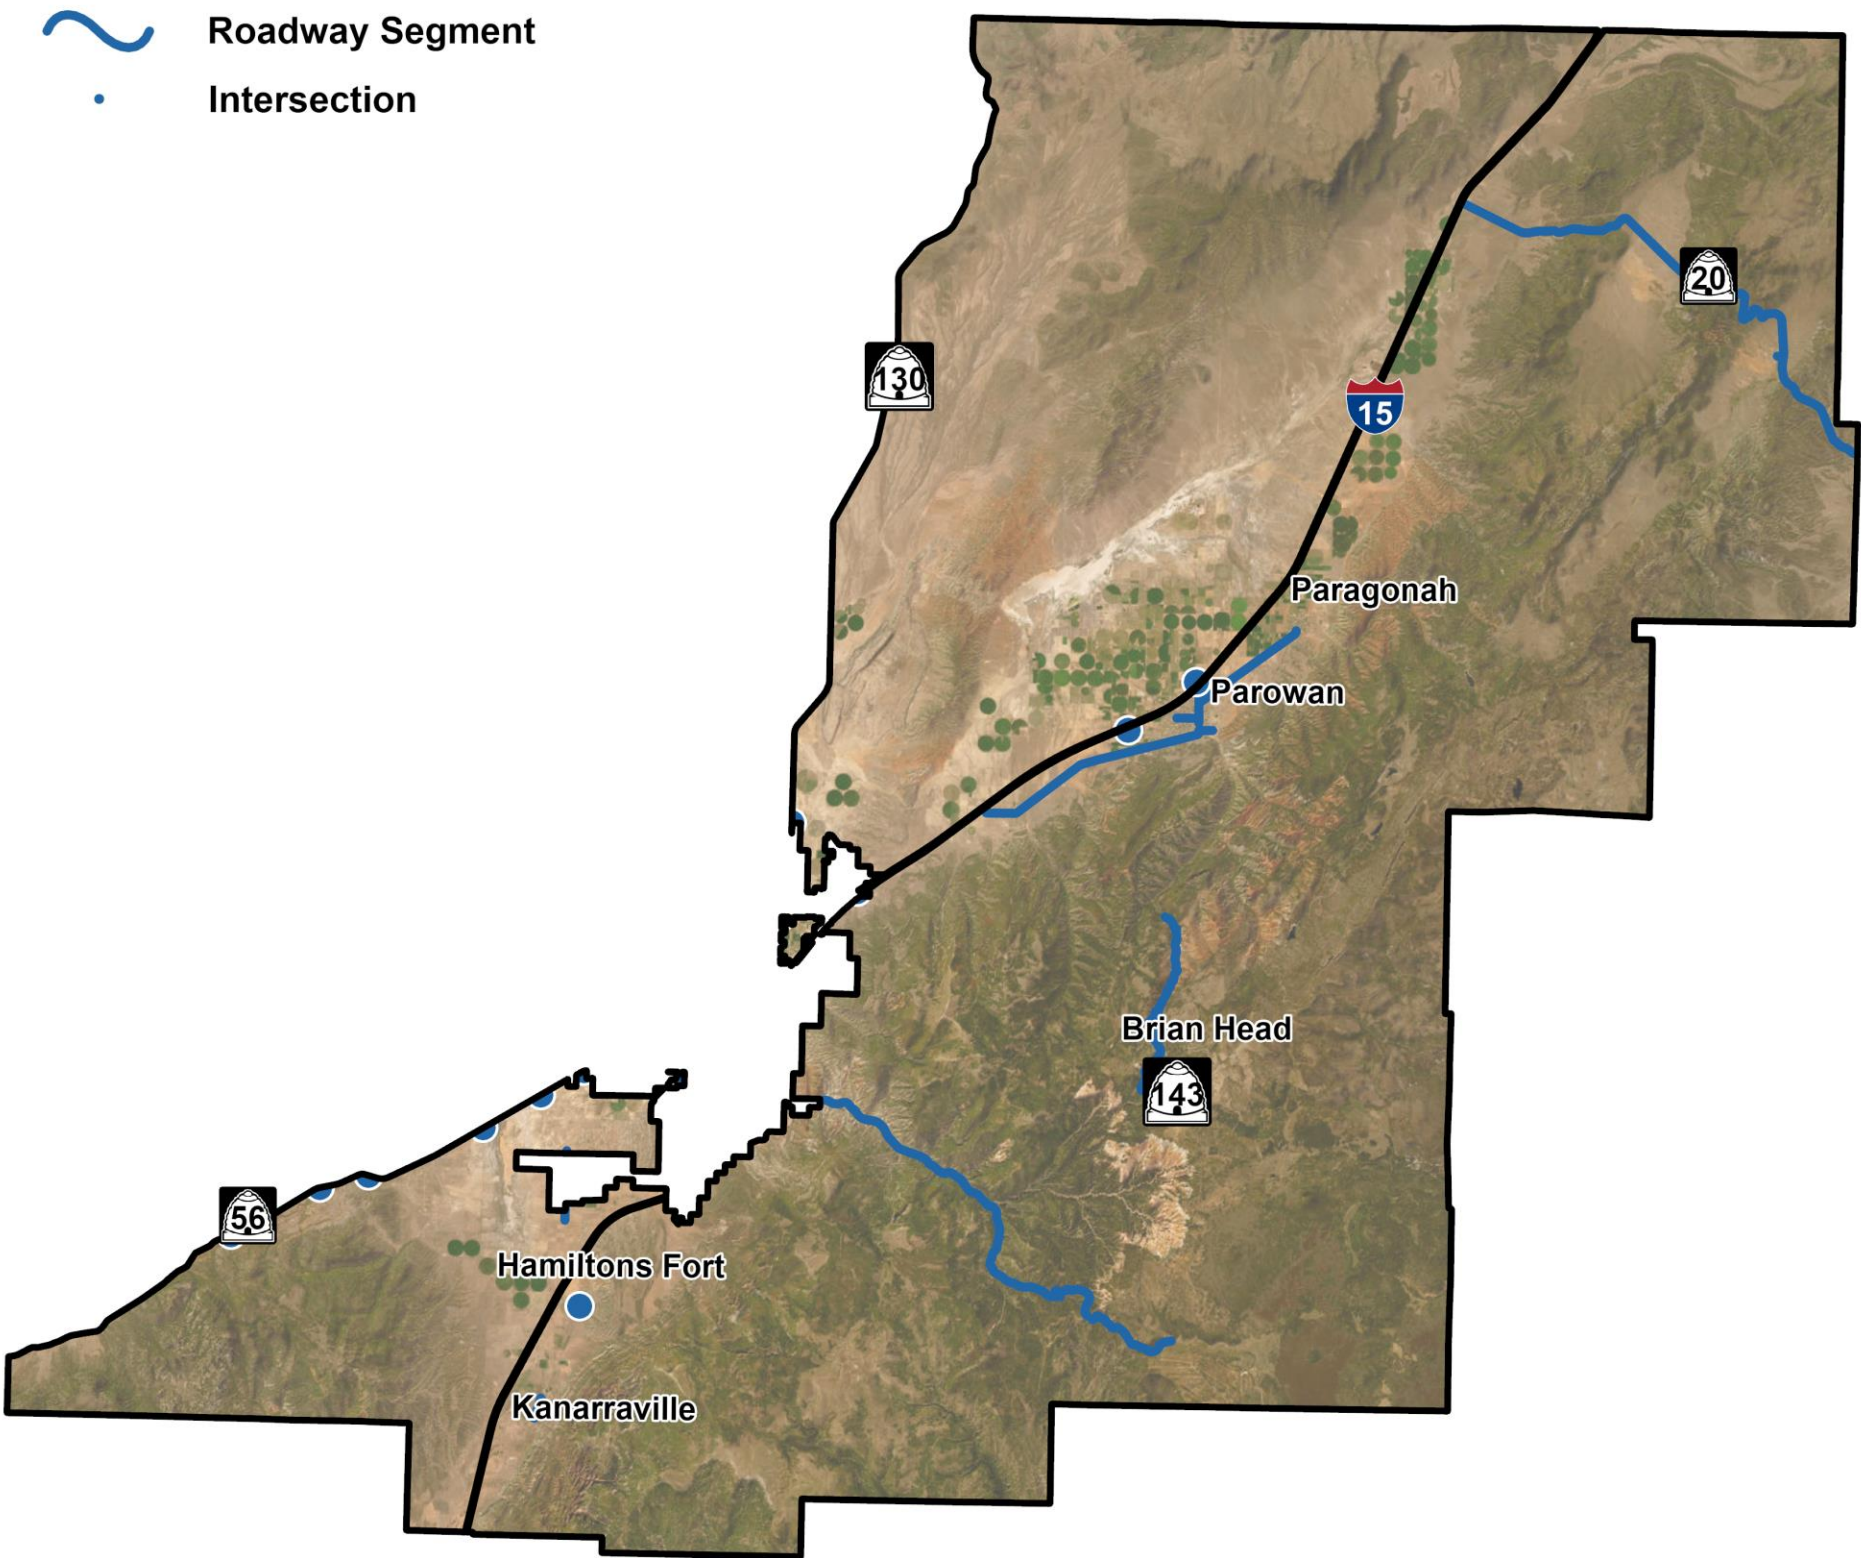 Roadway Segment
Intersection
20
130
15
Paragonah
Parowan
Brian Head
143
56
Hamiltons Fort
Kanarraville